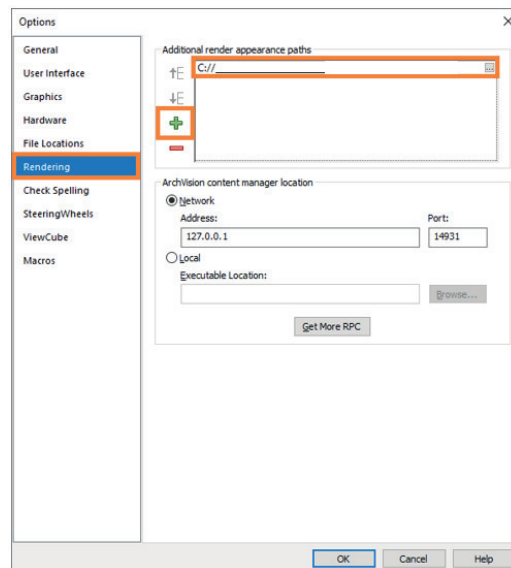 Options
General
User Interface
Graphics
Hardware
File Locations
Rendering
Check Spelling
SteeringWheels
ViewCube
Macros
Additional render appearance paths
↑E
C://____________________
...
↓E
ArchVision content manager location
Network
Address:
Port:
127.0.0.1
14931
Local
Executable Location:
Browse...
Get More RPC
OK
Cancel
Help